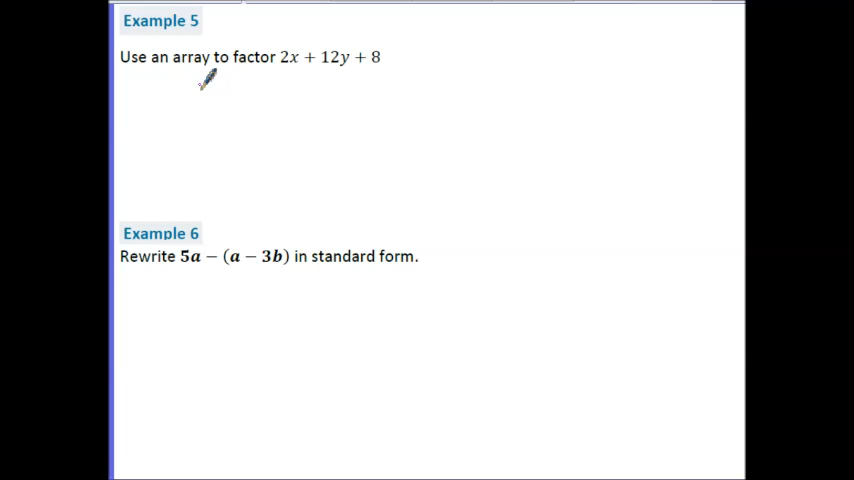 Example 5
Use an array to factor 2x + 12y + 8
Example 6
Rewrite 5a − (a − 3b) in standard form.